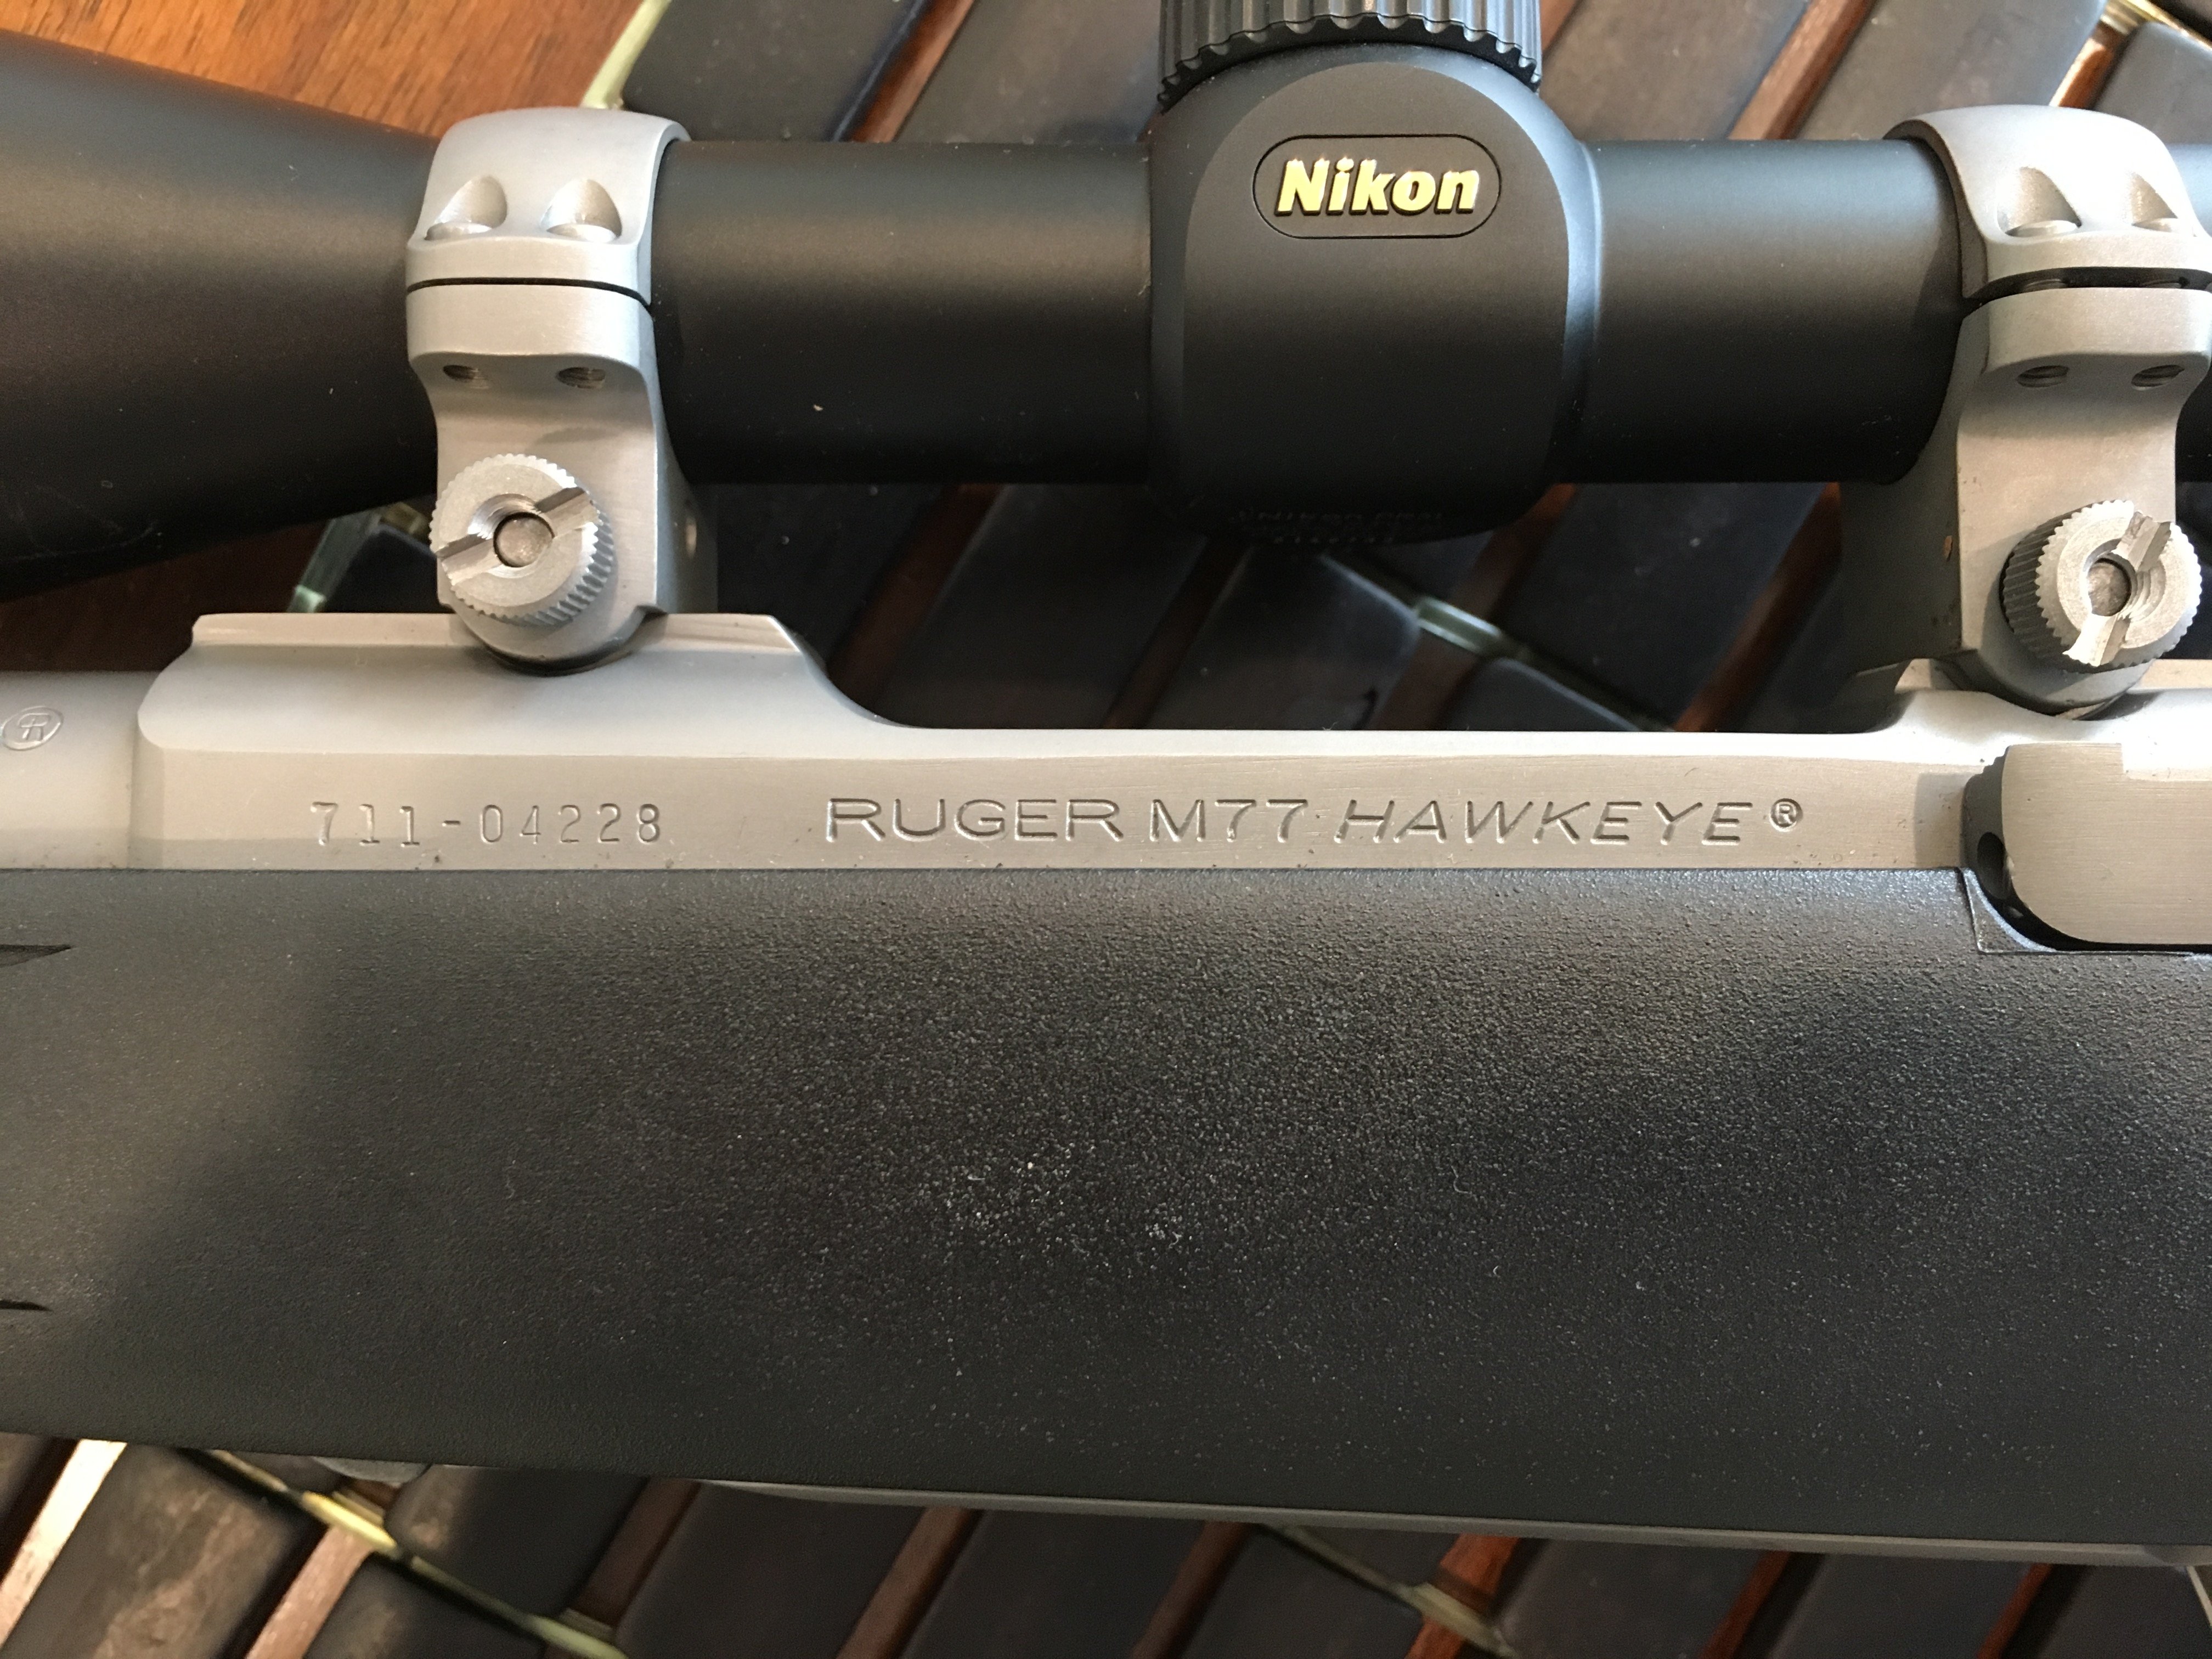 Nikon
711-04228 RUGER M77 HAWKEYE®